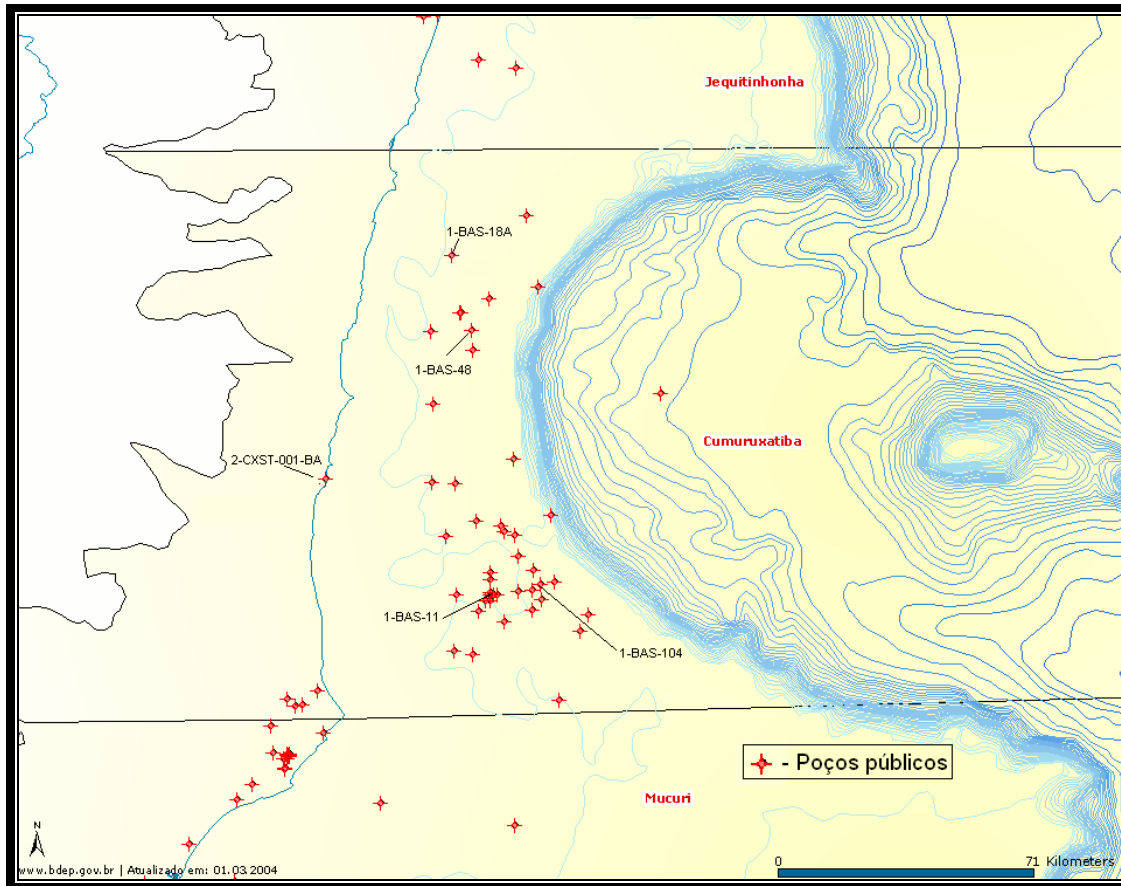 Jequitinhonha
1-BAS-18A
1-BAS-48
Cumuruxatiba
2-CXST-001-BA
1-BAS-11
1-BAS-104
- Poços públicos
Mucuri
N
0 71 Kilometers
www.bdep.gov.br | Atualizado em: 01.03.2004